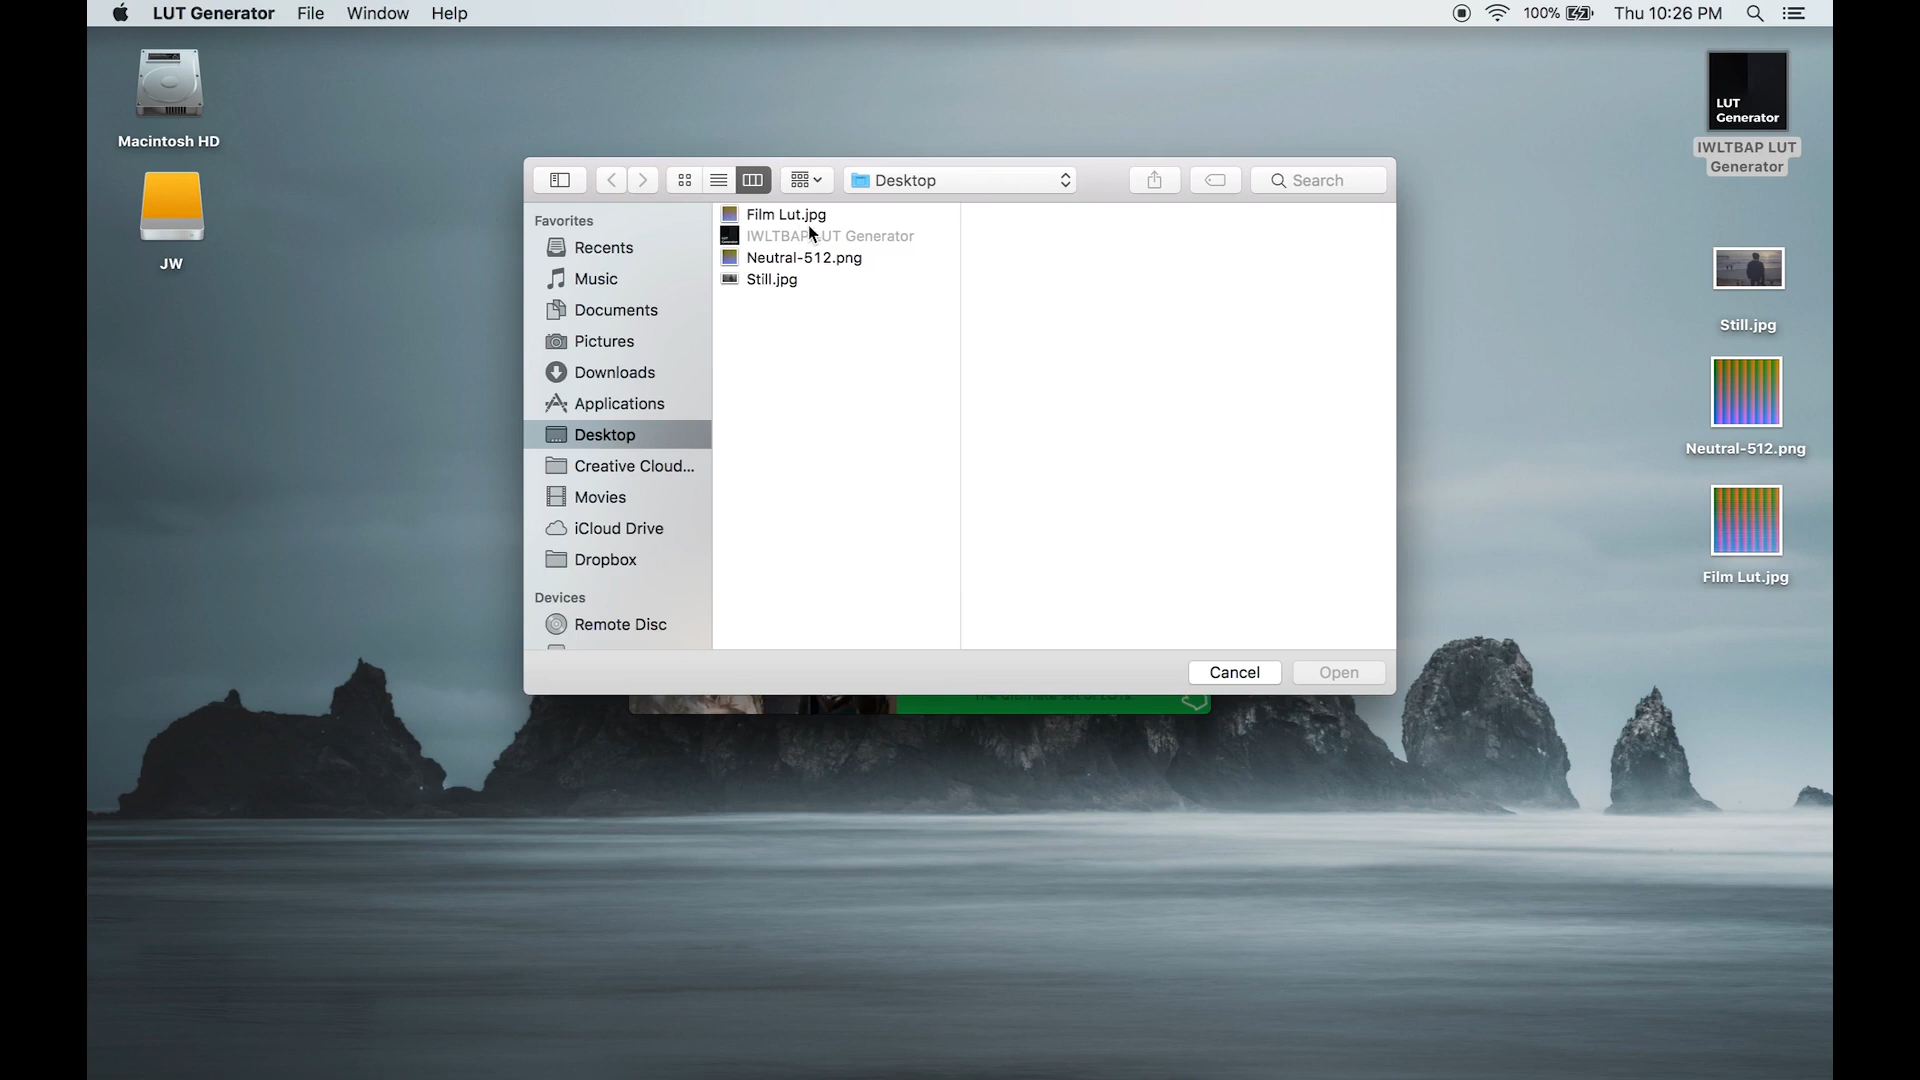 LUT Generator File Window Help 100% Thu 10:26 PM
Macintosh HD
JW
LUT
Generator
IWLTBAP LUT
Generator
Still.jpg
Neutral-512.png
Film Lut.jpg
Desktop
Search
Favorites
Recents
Music
Documents
Pictures
Downloads
Applications
Desktop
Creative Cloud...
Movies
iCloud Drive
Dropbox
Devices
Remote Disc
Film Lut.jpg
IWLTBAP LUT Generator
Neutral-512.png
Still.jpg
Cancel Open